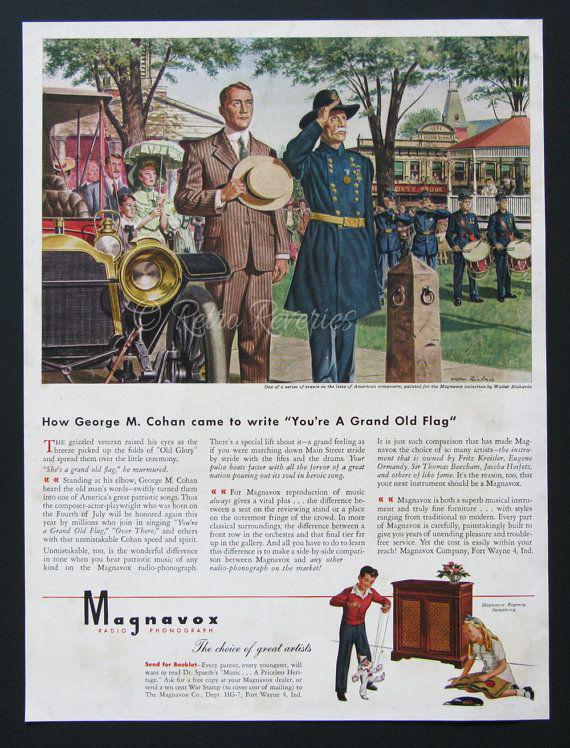 © Retro Reveries
SOCIETY STORE
Walter Richards
One of a series of events in the lives of American composers, painted for the Magnavox collection by Walter Richards
How George M. Cohan came to write "You're A Grand Old Flag"
THE grizzled veteran raised his eyes as the
breeze picked up the folds of "Old Glory"
and spread them over the little ceremony.
"She's a grand old flag," he murmured.
« « Standing at his elbow, George M. Cohan
heard the old man's words—swiftly turned them
into one of America's great patriotic songs. Thus
the composer-actor-playwright who was born on
the Fourth of July will be honored again this
year by millions who join in singing "You're
a Grand Old Flag," "Over There," and others
with that unmistakable Cohan speed and spirit.
Unmistakable, too, is the wonderful difference
in tone when you hear patriotic music of any
kind on the Magnavox radio-phonograph.
There's a special lift about it—a grand feeling as
if you were marching down Main Street stride
by stride with the fifes and the drums. Your
pulse beats faster with all the fervor of a great
nation pouring out its soul in heroic song.
« « For Magnavox reproduction of music
always gives a vital plus . . . the difference be-
tween a seat on the reviewing stand or a place
on the outermost fringe of the crowd. In more
classical surroundings, the difference between a
front row in the orchestra and that final tier far
up in the gallery. And all you have to do to learn
this difference is to make a side-by-side compari-
son between Magnavox and any other
radio-phonograph on the market!
It is just such comparison that has made Mag-
navox the choice of so many artists—the instru-
ment that is owned by Fritz Kreisler, Eugene
Ormandy, Sir Thomas Beecham, Jascha Heifetz,
and others of like fame. It's the reason, too, that
your next instrument should be a Magnavox.
« « Magnavox is both a superb musical instru-
ment and truly fine furniture . . . with styles
ranging from traditional to modern. Every part
of Magnavox is carefully, painstakingly built to
give you years of unending pleasure and trouble-
free service. Yet the cost is easily within your
reach! Magnavox Company, Fort Wayne 4, Ind.
Magnavox
RADIO PHONOGRAPH
The choice of great artists
Send for Booklet—Every parent, every youngster, will
want to read Dr. Spaeth's "Music . . . A Priceless Heri-
tage." Ask for a free copy at your Magnavox dealer, or
send a ten cent War Stamp (to cover cost of mailing) to
The Magnavox Co., Dept. HG-7, Fort Wayne 4, Ind.
Magnavox Regency
Symphony